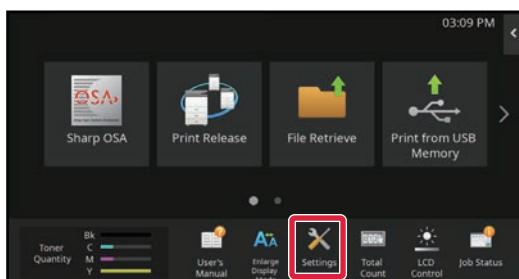 03:09 PM
OSA
Sharp OSA
Print Release
File Retrieve
Print from USB
Memory
Toner
Quantity
Bk
C
M
Y
User's
Manual
Enlarge
Display
Mode
Settings
Total
Count
LCD
Control
Job Status